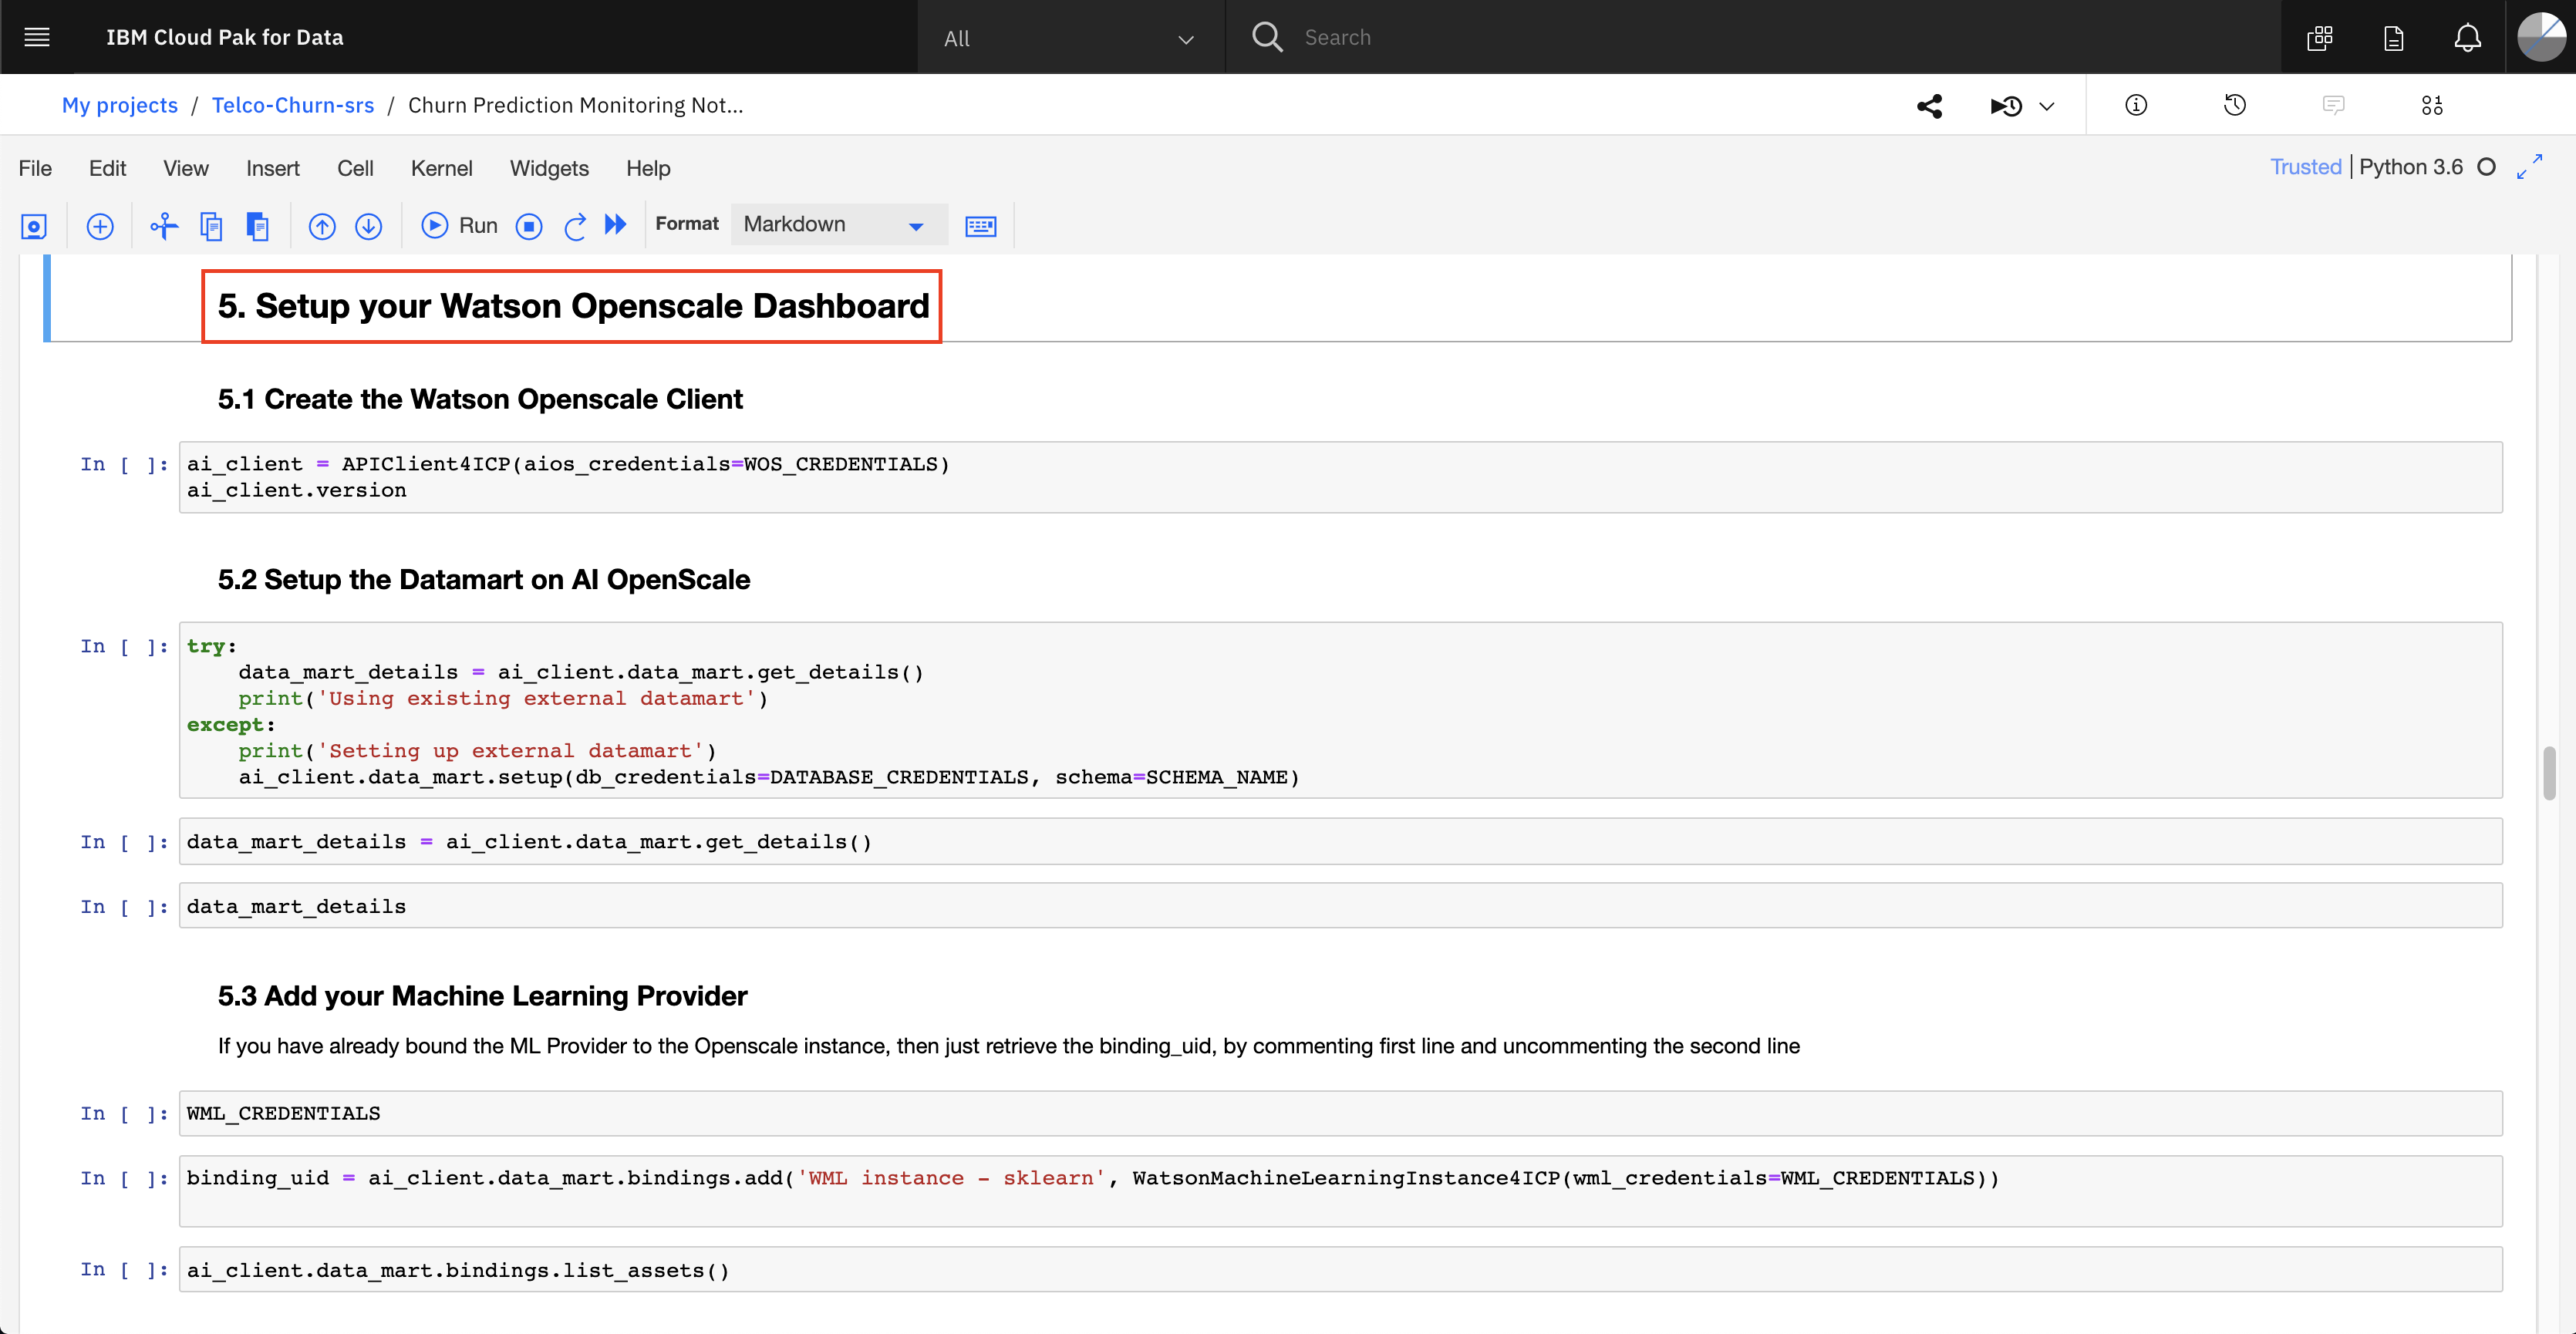 IBM Cloud Pak for Data
All
Search
My projects / Telco-Churn-srs / Churn Prediction Monitoring Not...
File Edit View Insert Cell Kernel Widgets Help
Trusted | Python 3.6
Run
Format
Markdown
5. Setup your Watson Openscale Dashboard
5.1 Create the Watson Openscale Client
In [ ]: ai_client = APIClient4ICP(aios_credentials=WOS_CREDENTIALS)
ai_client.version
5.2 Setup the Datamart on AI OpenScale
In [ ]: try:
    data_mart_details = ai_client.data_mart.get_details()
    print('Using existing external datamart')
except:
    print('Setting up external datamart')
    ai_client.data_mart.setup(db_credentials=DATABASE_CREDENTIALS, schema=SCHEMA_NAME)
In [ ]: data_mart_details = ai_client.data_mart.get_details()
In [ ]: data_mart_details
5.3 Add your Machine Learning Provider
If you have already bound the ML Provider to the Openscale instance, then just retrieve the binding_uid, by commenting first line and uncommenting the second line
In [ ]: WML_CREDENTIALS
In [ ]: binding_uid = ai_client.data_mart.bindings.add('WML instance - sklearn', WatsonMachineLearningInstance4ICP(wml_credentials=WML_CREDENTIALS))
In [ ]: ai_client.data_mart.bindings.list_assets()